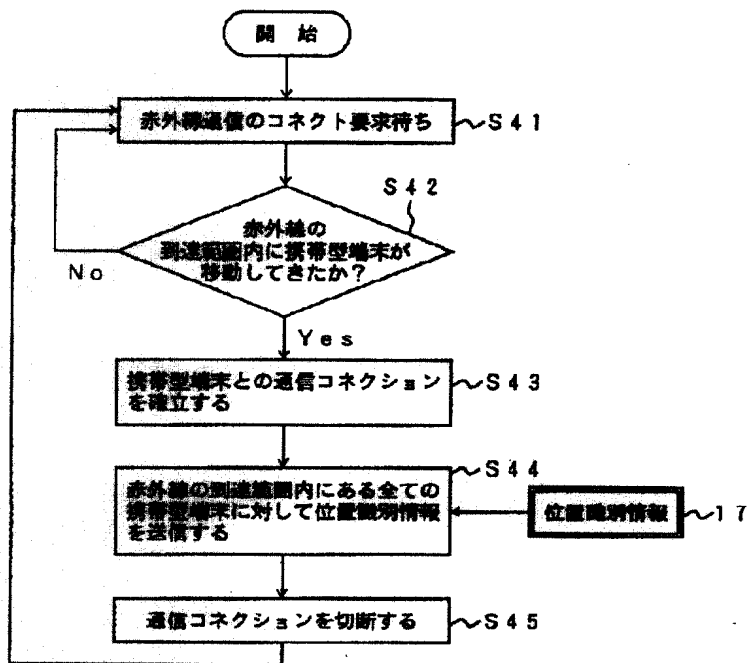 開 始
赤外線通信のコネクト要求待ち
S41
S42
赤外線の
到達範囲内に携帯型端末が
移動してきたか?
No
Yes
携帯型端末との通信コネクション
を確立する
S43
S44
赤外線の到達範囲内にある全ての
携帯型端末に対して位置識別情報
を送信する
位置識別情報
17
通信コネクションを切断する
S45